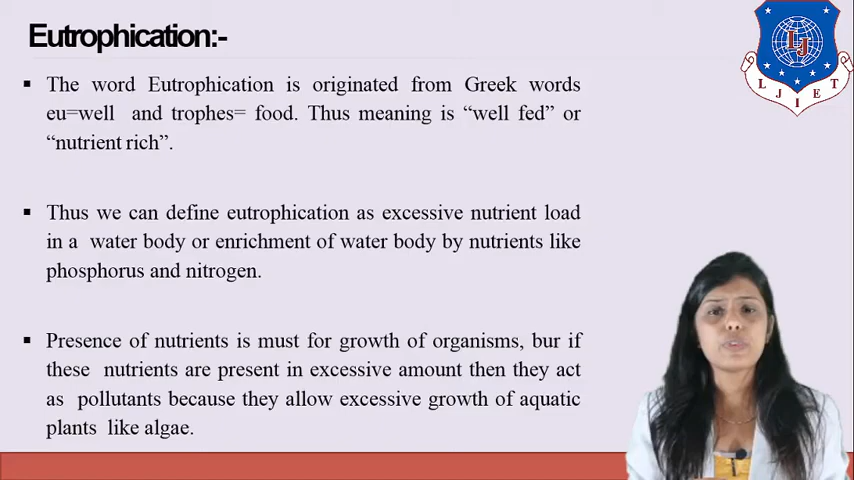 Eutrophication:-
▪ The word Eutrophication is originated from Greek words
eu=well and trophes= food. Thus meaning is “well fed” or
“nutrient rich”.
▪ Thus we can define eutrophication as excessive nutrient load
in a water body or enrichment of water body by nutrients like
phosphorus and nitrogen.
▪ Presence of nutrients is must for growth of organisms, bur if
these nutrients are present in excessive amount then they act
as pollutants because they allow excessive growth of aquatic
plants like algae.
LJ
L J I E T